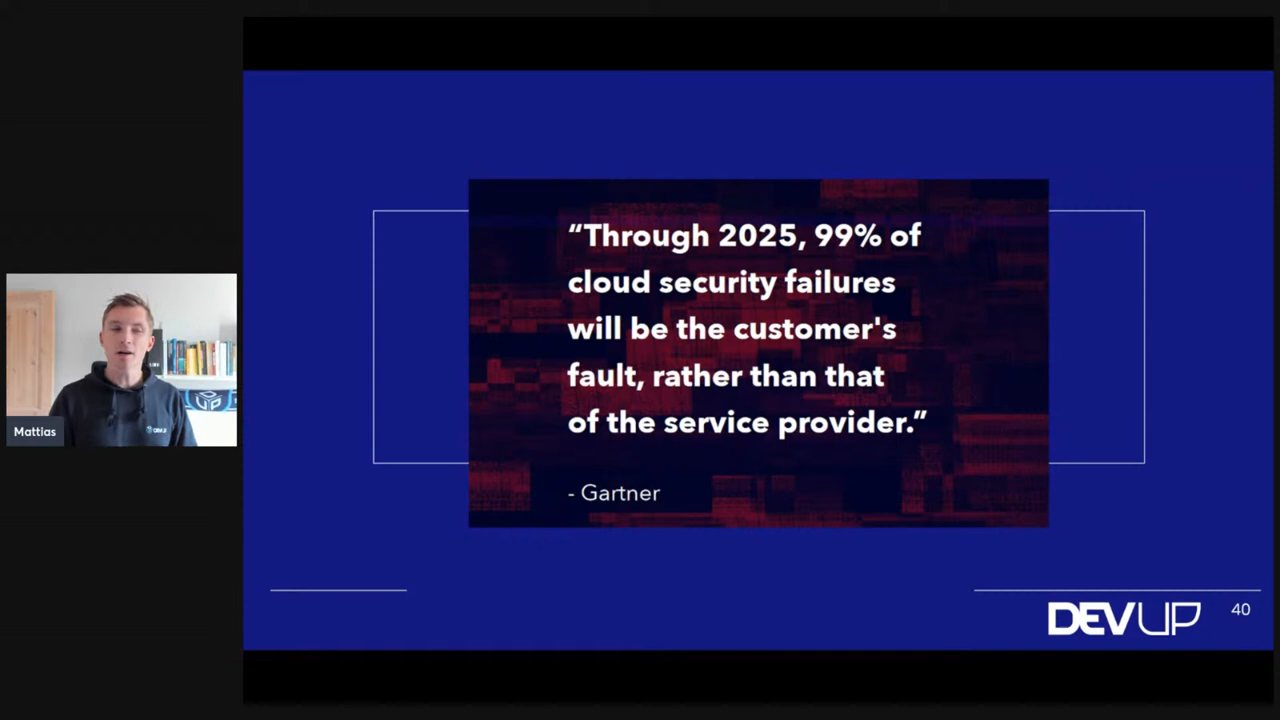 “Through 2025, 99% of
cloud security failures
will be the customer's
fault, rather than that
of the service provider.”
- Gartner
Mattias
DEVUP
40